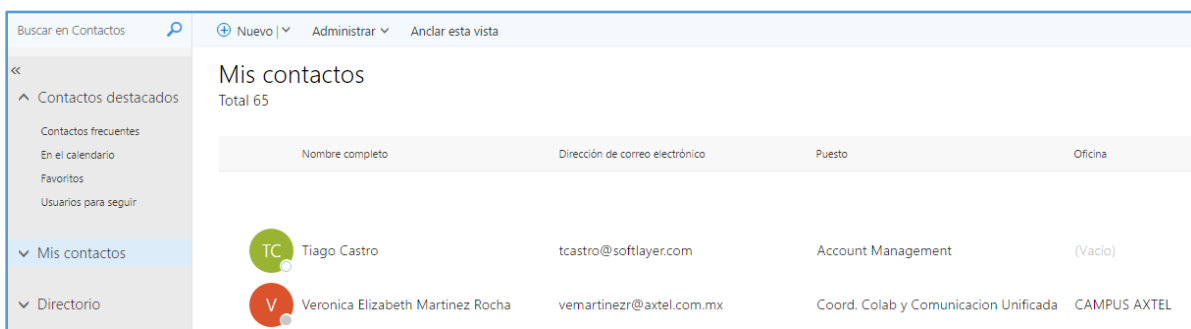 Buscar en Contactos
Nuevo | Administrar Anclar esta vista
«
Contactos destacados
Contactos frecuentes
En el calendario
Favoritos
Usuarios para seguir
Mis contactos
Directorio
Mis contactos
Total 65
Nombre completo Dirección de correo electrónico Puesto Oficina
TC Tiago Castro tcastro@softlayer.com Account Management (Vacío)
V Veronica Elizabeth Martinez Rocha vemartinezr@axtel.com.mx Coord. Colab y Comunicacion Unificada CAMPUS AXTEL